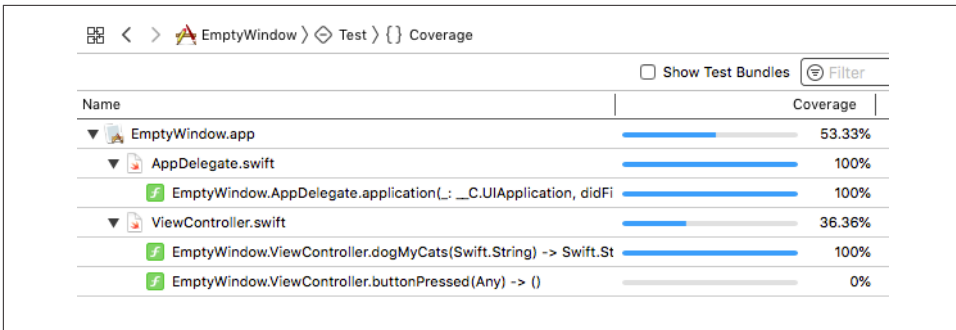 EmptyWindow 〉 Test 〉 {} Coverage
Show Test Bundles Filter
Name Coverage
EmptyWindow.app 53.33%
AppDelegate.swift 100%
EmptyWindow.AppDelegate.application(_: __C.UIApplication, didFi 100%
ViewController.swift 36.36%
EmptyWindow.ViewController.dogMyCats(Swift.String) -> Swift.St 100%
EmptyWindow.ViewController.buttonPressed(Any) -> () 0%